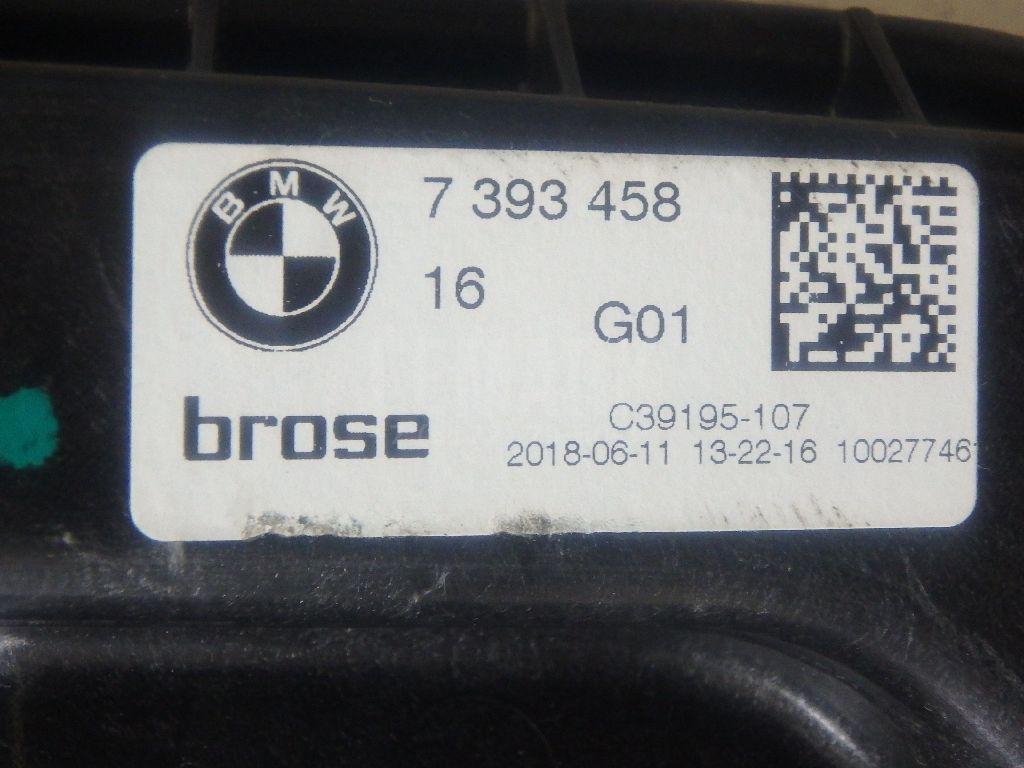 BMW
7 393 458
16
G01
brose
C39195-107
2018-06-11 13-22-16 10027746